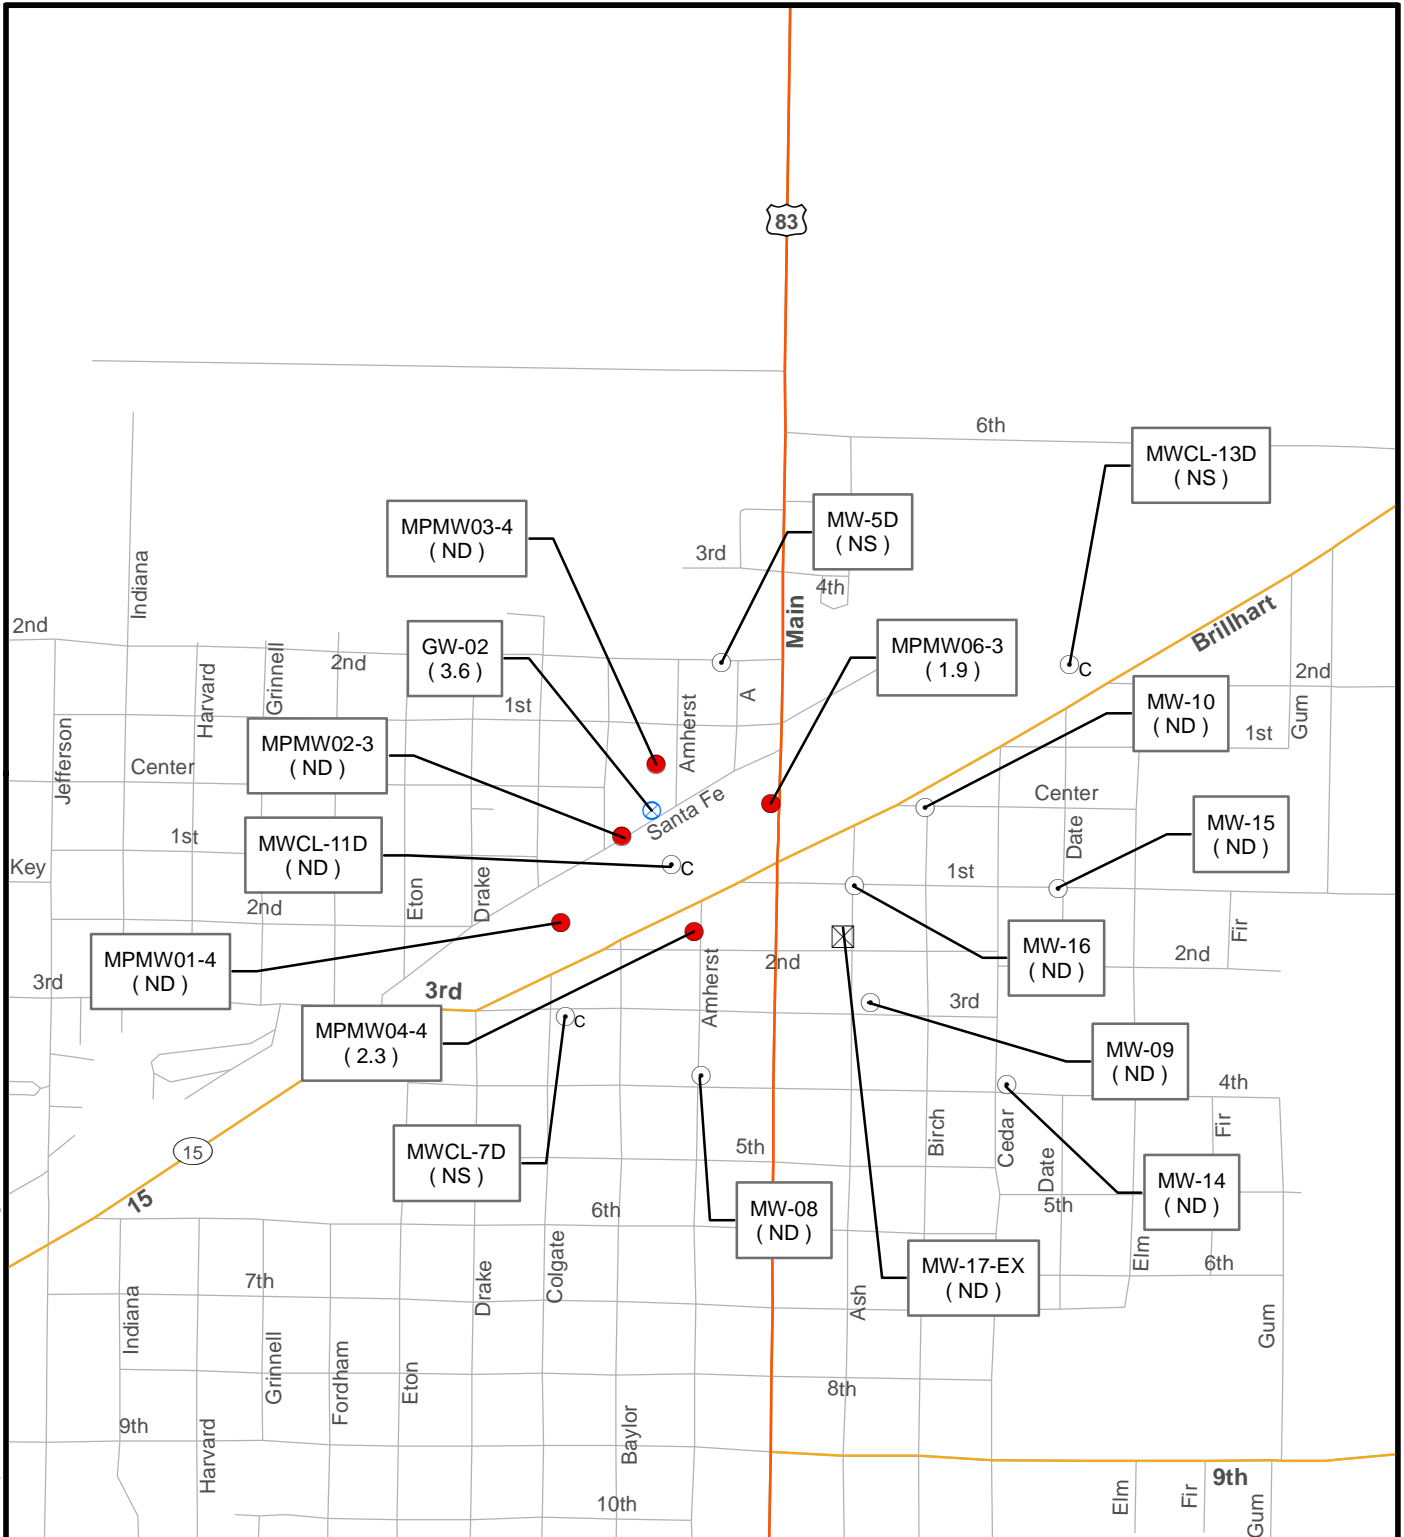 83
6th
MWCL-13D
( NS )
MPMW03-4
( ND )
MW-5D
( NS )
3rd
4th
Indiana
Main
Brillhart
2nd
GW-02
( 3.6 )
MPMW06-3
( 1.9 )
C
2nd
2nd
Harvard
Grinnell
1st
A
Amherst
MW-10
( ND )
Gum
1st
MPMW02-3
( ND )
Jefferson
Center
Santa Fe
Center
Date
MW-15
( ND )
1st
MWCL-11D
( ND )
C
Key
1st
Eton
Drake
2nd
Fir
MPMW01-4
( ND )
MW-16
( ND )
2nd
2nd
3rd
3rd
Amherst
3rd
MPMW04-4
( 2.3 )
C
MW-09
( ND )
4th
15
MWCL-7D
( NS )
5th
Birch
Cedar
Date
Fir
15
MW-08
( ND )
MW-14
( ND )
5th
6th
Elm
6th
7th
Colgate
Drake
MW-17-EX
( ND )
Ash
Gum
Indiana
Grinnell
Fordham
Eton
8th
9th
Harvard
Baylor
9th
10th
Elm
Fir
Gum